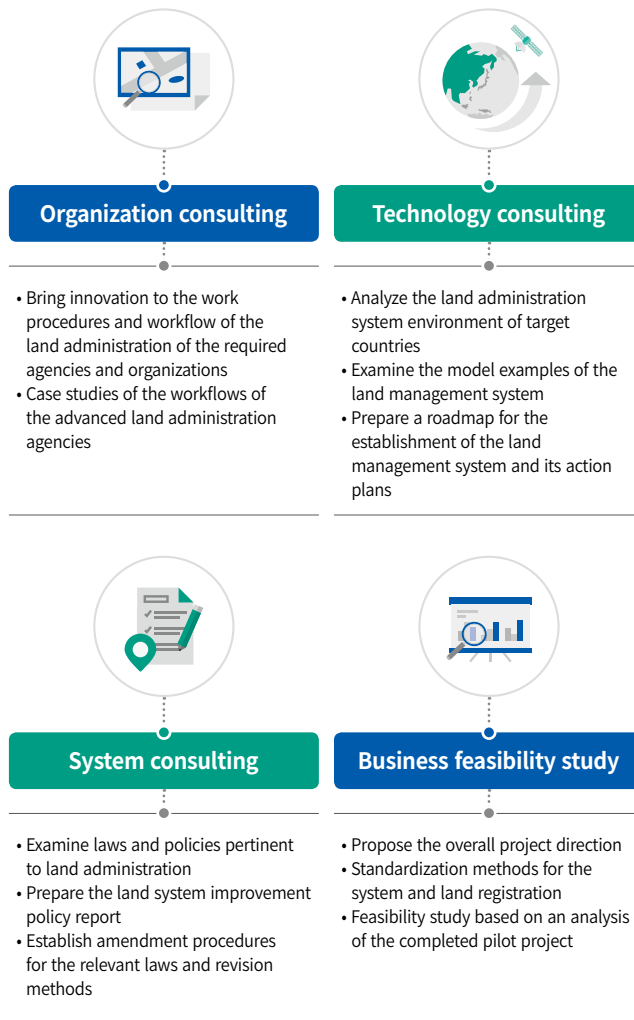 Organization consulting
• Bring innovation to the work
procedures and workflow of the
land administration of the required
agencies and organizations
• Case studies of the workflows of
the advanced land administration
agencies
Technology consulting
• Analyze the land administration
system environment of target
countries
• Examine the model examples of the
land management system
• Prepare a roadmap for the
establishment of the land
management system and its action
plans
System consulting
• Examine laws and policies pertinent
to land administration
• Prepare the land system improvement
policy report
• Establish amendment procedures
for the relevant laws and revision
methods
Business feasibility study
• Propose the overall project direction
• Standardization methods for the
system and land registration
• Feasibility study based on an analysis
of the completed pilot project